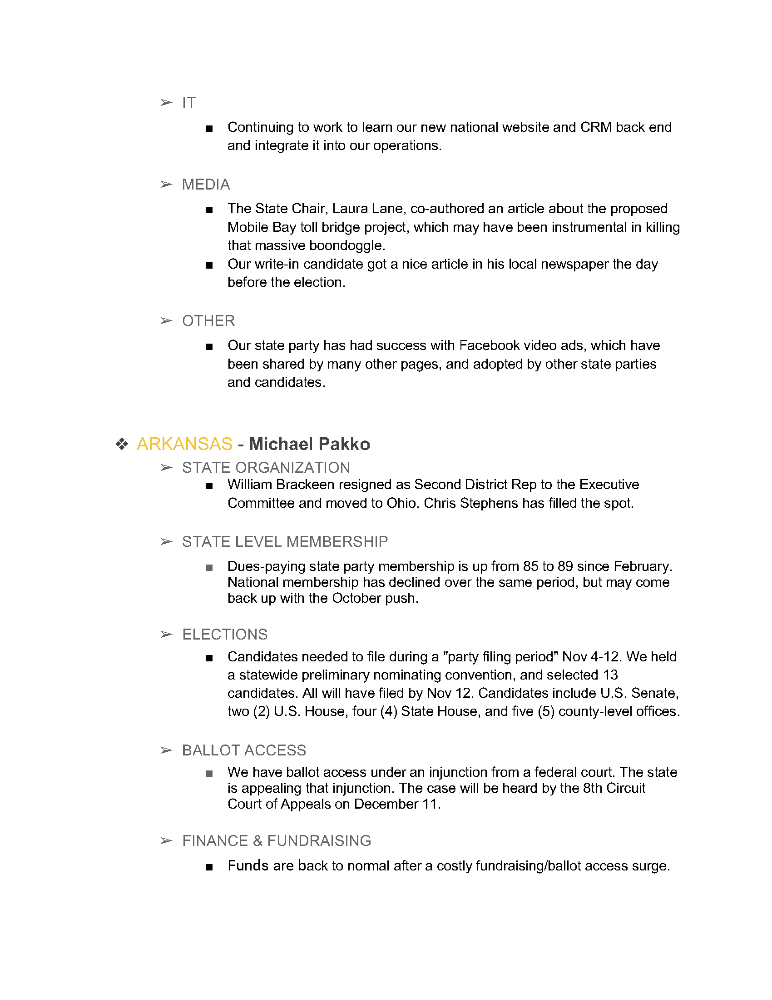 ➢ IT
■ Continuing to work to learn our new national website and CRM back end
and integrate it into our operations.
➢ MEDIA
■ The State Chair, Laura Lane, co-authored an article about the proposed
Mobile Bay toll bridge project, which may have been instrumental in killing
that massive boondoggle.
■ Our write-in candidate got a nice article in his local newspaper the day
before the election.
➢ OTHER
■ Our state party has had success with Facebook video ads, which have
been shared by many other pages, and adopted by other state parties
and candidates.
❖ ARKANSAS - Michael Pakko
➢ STATE ORGANIZATION
■ William Brackeen resigned as Second District Rep to the Executive
Committee and moved to Ohio. Chris Stephens has filled the spot.
➢ STATE LEVEL MEMBERSHIP
■ Dues-paying state party membership is up from 85 to 89 since February.
National membership has declined over the same period, but may come
back up with the October push.
➢ ELECTIONS
■ Candidates needed to file during a "party filing period" Nov 4-12. We held
a statewide preliminary nominating convention, and selected 13
candidates. All will have filed by Nov 12. Candidates include U.S. Senate,
two (2) U.S. House, four (4) State House, and five (5) county-level offices.
➢ BALLOT ACCESS
■ We have ballot access under an injunction from a federal court. The state
is appealing that injunction. The case will be heard by the 8th Circuit
Court of Appeals on December 11.
➢ FINANCE & FUNDRAISING
■ Funds are back to normal after a costly fundraising/ballot access surge.